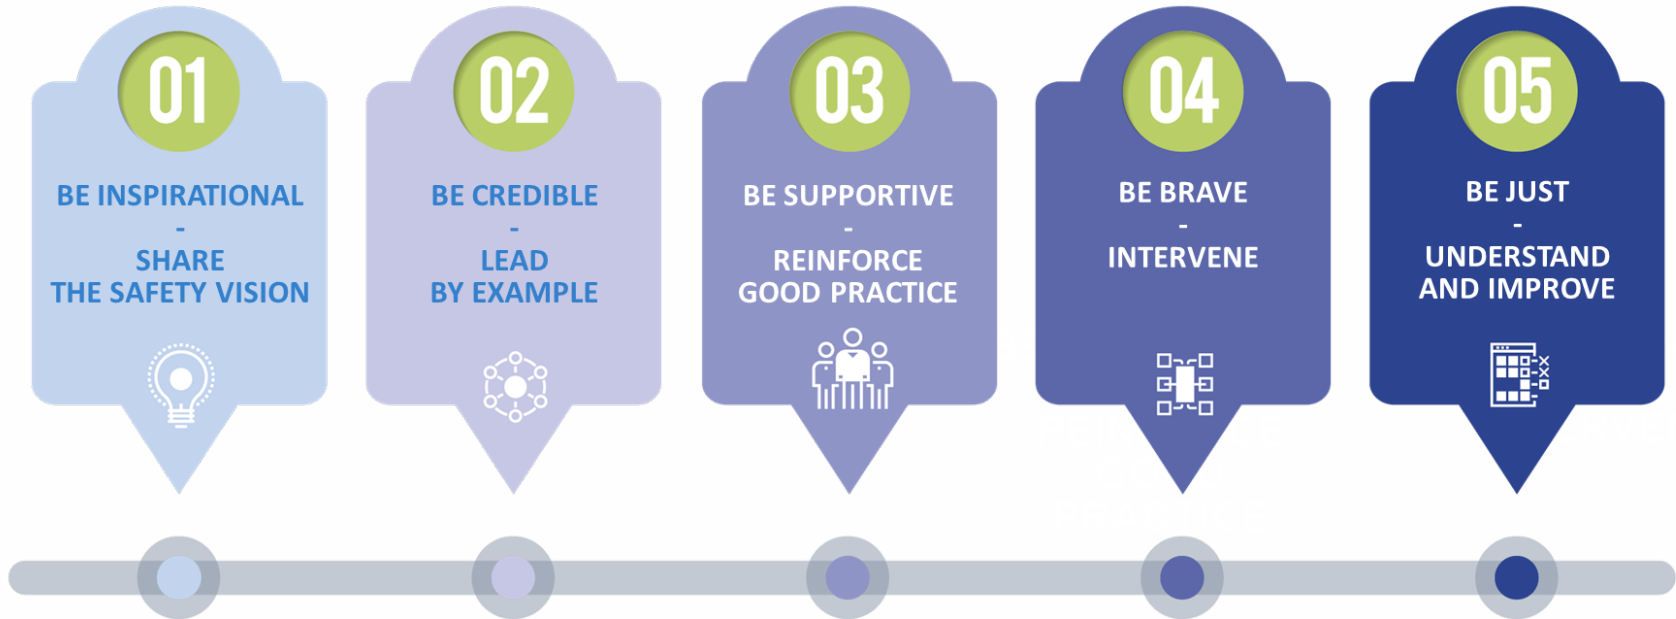 01
BE INSPIRATIONAL
-
SHARE
THE SAFETY VISION
02
BE CREDIBLE
-
LEAD
BY EXAMPLE
03
BE SUPPORTIVE
-
REINFORCE
GOOD PRACTICE
04
BE BRAVE
-
INTERVENE
05
BE JUST
-
UNDERSTAND
AND IMPROVE